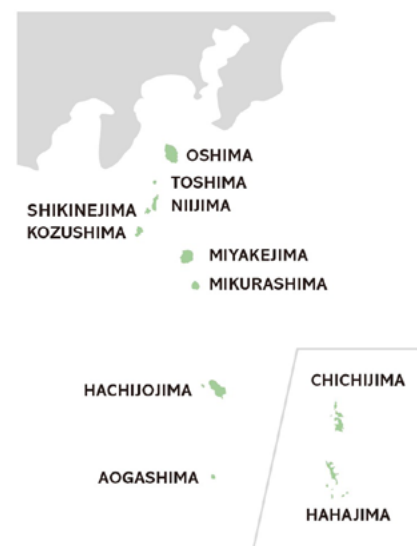 OSHIMA
TOSHIMA
NIIJIMA
SHIKINEJIMA
KOZUSHIMA
MIYAKEJIMA
MIKURASHIMA
HACHIJOJIMA
CHICHIJIMA
AOGASHIMA
HAHAJIMA